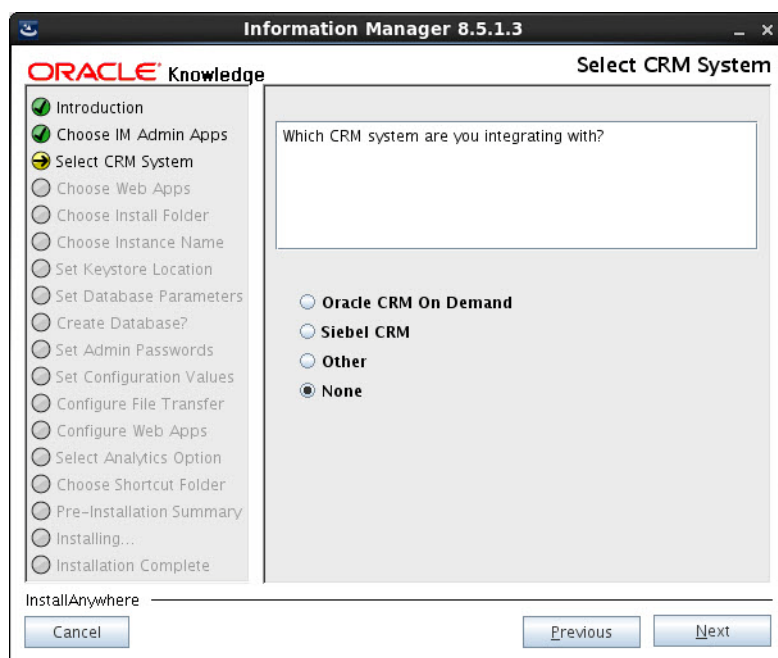 Information Manager 8.5.1.3
ORACLE Knowledge
Select CRM System
Introduction
Choose IM Admin Apps
Select CRM System
Choose Web Apps
Choose Install Folder
Choose Instance Name
Set Keystore Location
Set Database Parameters
Create Database?
Set Admin Passwords
Set Configuration Values
Configure File Transfer
Configure Web Apps
Select Analytics Option
Choose Shortcut Folder
Pre-Installation Summary
Installing...
Installation Complete
Which CRM system are you integrating with?
Oracle CRM On Demand
Siebel CRM
Other
None
InstallAnywhere
Cancel
Previous
Next